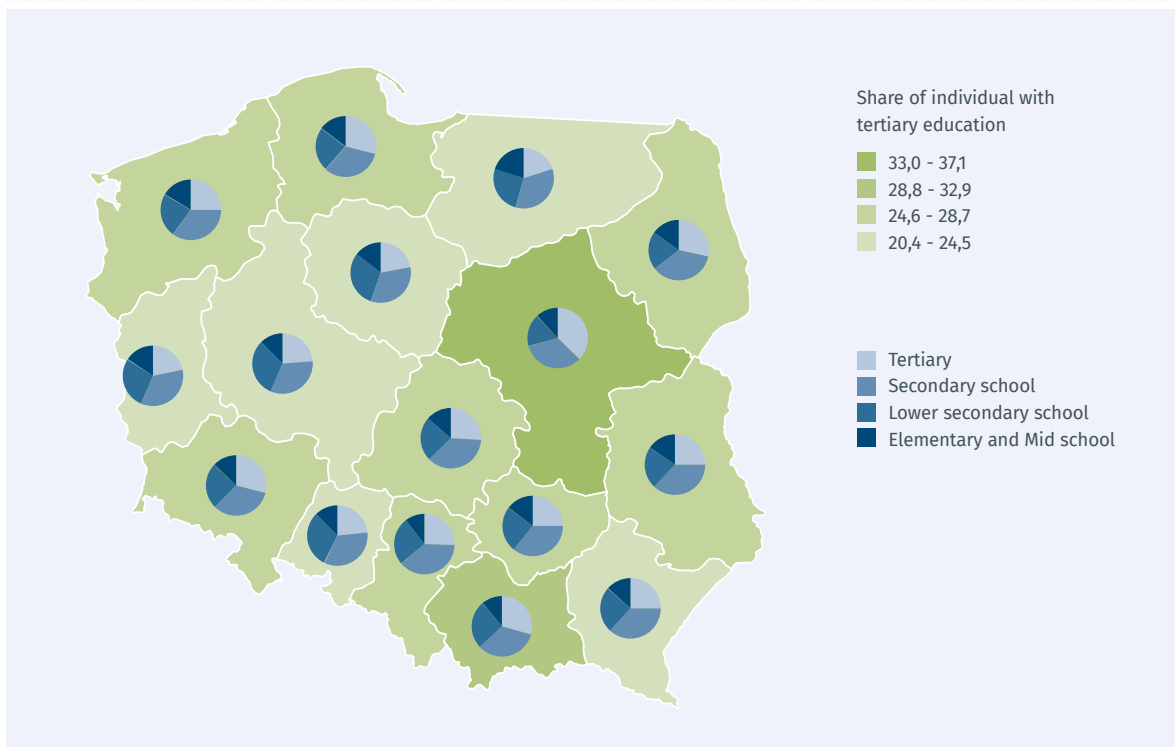 Share of individual with
tertiary education
33,0 - 37,1
28,8 - 32,9
24,6 - 28,7
20,4 - 24,5
Tertiary
Secondary school
Lower secondary school
Elementary and Mid school